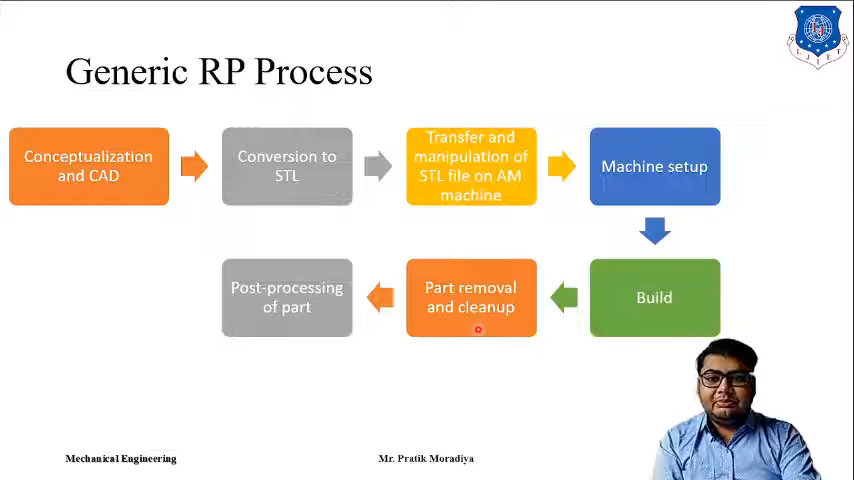 LJIET
Generic RP Process
Conceptualization
and CAD
Conversion to
STL
Transfer and
manipulation of
STL file on AM
machine
Machine setup
Build
Part removal
and cleanup
Post-processing
of part
Mechanical Engineering
Mr. Pratik Moradiya